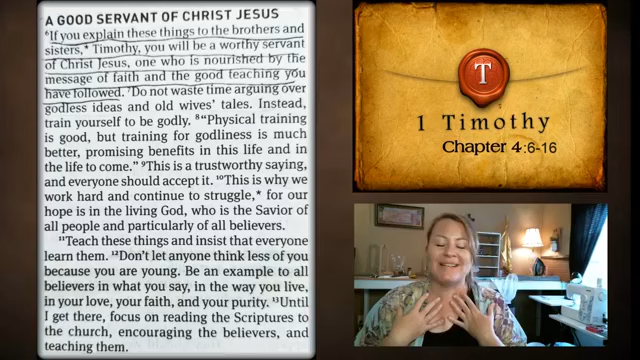 A GOOD SERVANT OF CHRIST JESUS
⁶If you explain these things to the brothers and
sisters,* Timothy, you will be a worthy servant
of Christ Jesus, one who is nourished by the
message of faith and the good teaching you
have followed. ⁷Do not waste time arguing over
godless ideas and old wives' tales. Instead,
train yourself to be godly. ⁸“Physical training
is good, but training for godliness is much
better, promising benefits in this life and in
the life to come.” ⁹This is a trustworthy saying,
and everyone should accept it. ¹⁰This is why we
work hard and continue to struggle,* for our
hope is in the living God, who is the Savior of
all people and particularly of all believers.
¹¹Teach these things and insist that everyone
learn them. ¹²Don't let anyone think less of you
because you are young. Be an example to all
believers in what you say, in the way you live,
in your love, your faith, and your purity. ¹³Until
I get there, focus on reading the Scriptures to
the church, encouraging the believers, and
teaching them.
T
1 Timothy
Chapter 4:6-16